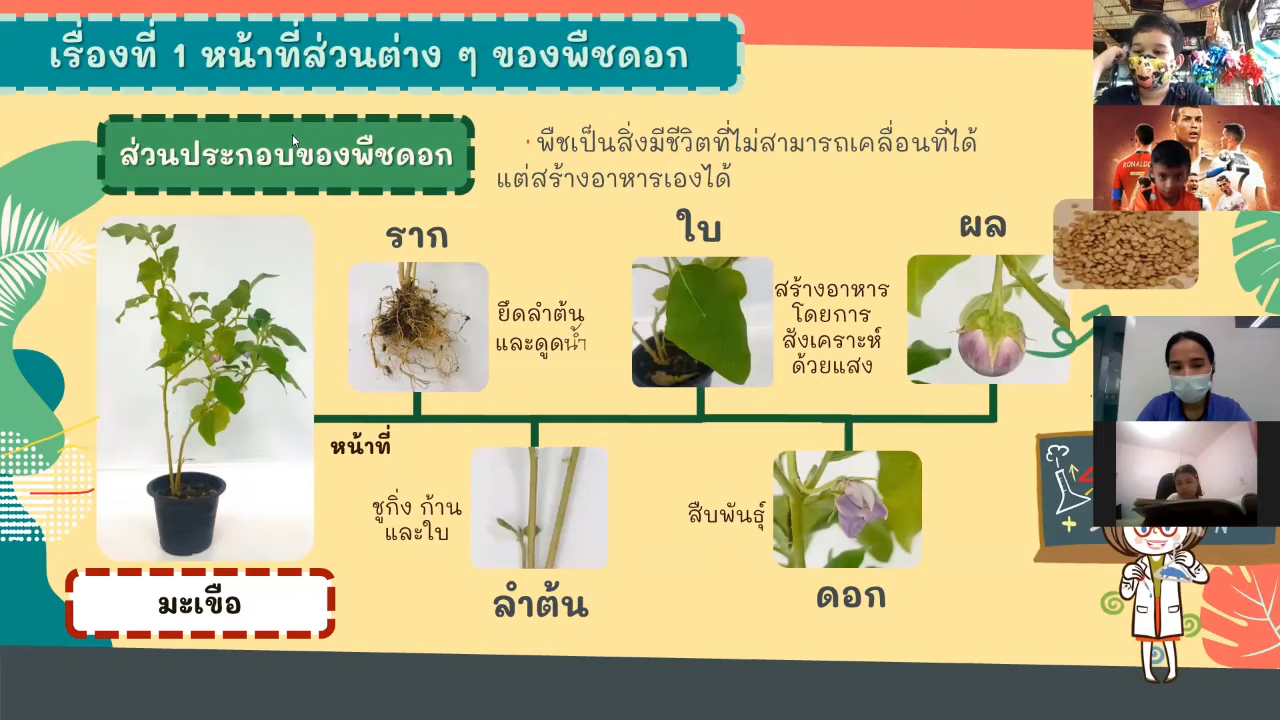 เรื่องที่ 1 หน้าที่ส่วนต่าง ๆ ของพืชดอก
ส่วนประกอบของพืชดอก
· พืชเป็นสิ่งมีชีวิตที่ไม่สามารถเคลื่อนที่ได้
แต่สร้างอาหารเองได้
ราก
ใบ
ผล
ยึดลำต้น
และดูดน้ำ
สร้างอาหาร
โดยการ
สังเคราะห์
ด้วยแสง
หน้าที่
ชูกิ่ง ก้าน
และใบ
สืบพันธุ์
ลำต้น
ดอก
มะเขือ
RONALDO
7